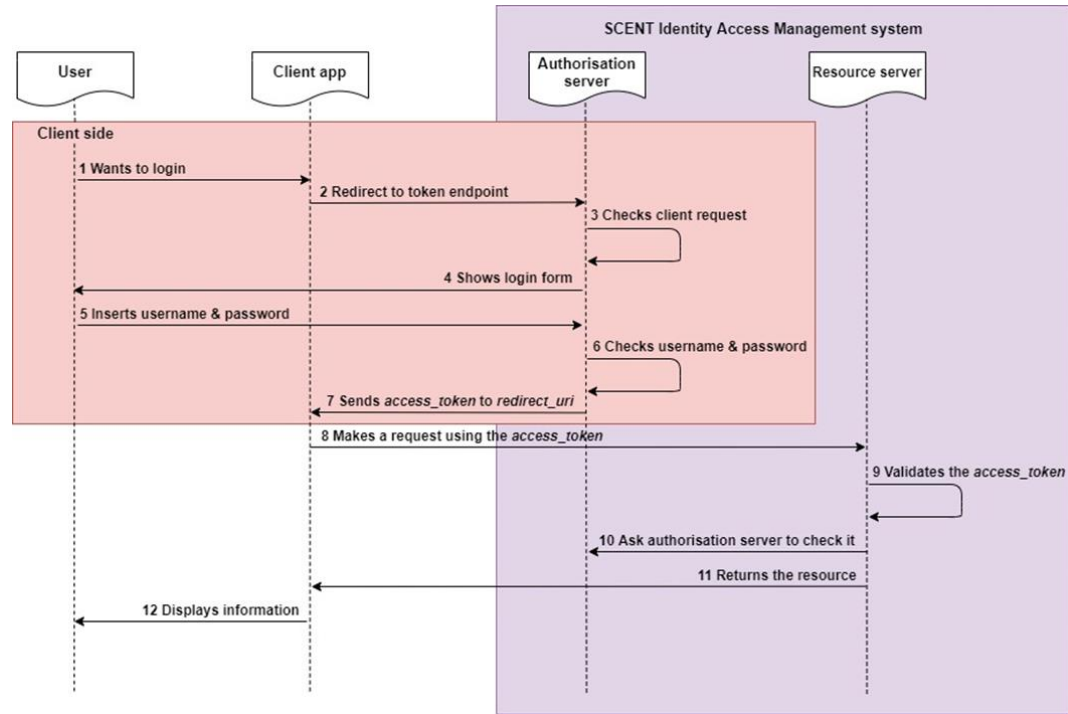 SCENT Identity Access Management system
User
Client app
Authorisation
server
Resource server
Client side
1 Wants to login
2 Redirect to token endpoint
3 Checks client request
4 Shows login form
5 Inserts username & password
6 Checks username & password
7 Sends access_token to redirect_uri
8 Makes a request using the access_token
9 Validates the access_token
10 Ask authorisation server to check it
11 Returns the resource
12 Displays information